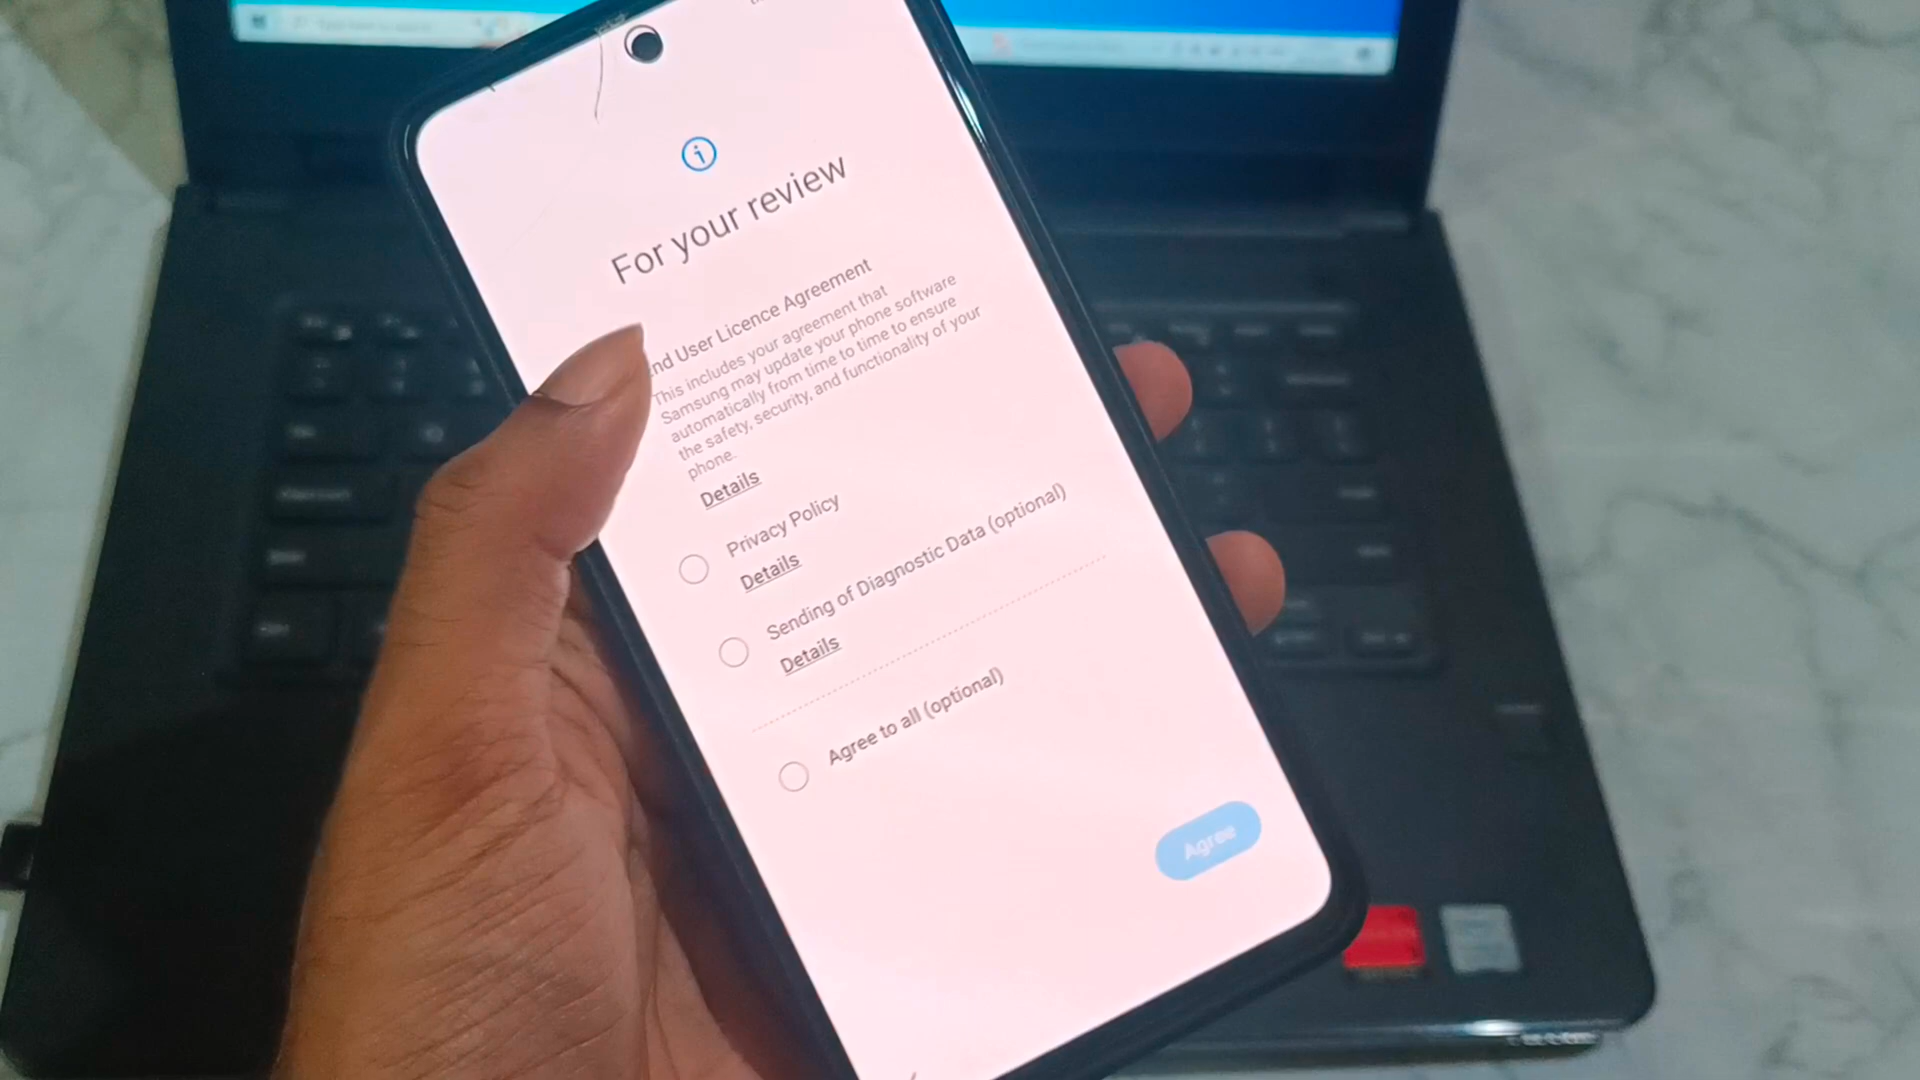 For your review
End User Licence Agreement
This includes your agreement that
Samsung may update your phone software
automatically from time to time to ensure
the safety, security, and functionality of your
phone.
Details
Privacy Policy
Details
Sending of Diagnostic Data (optional)
Details
Agree to all (optional)
Agree